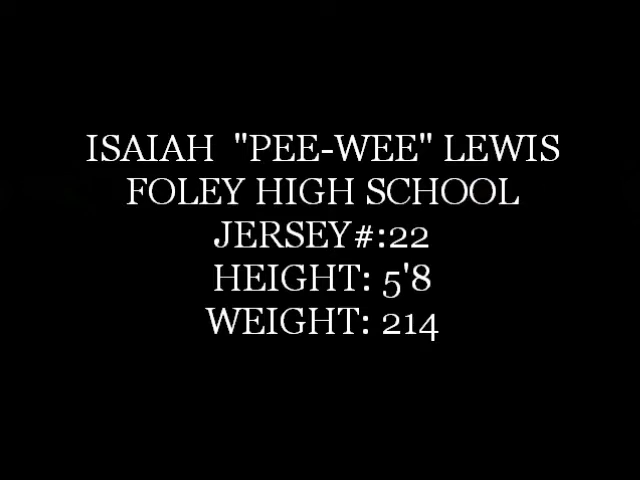 ISAIAH  "PEE-WEE" LEWIS
FOLEY HIGH SCHOOL
JERSEY#:22
HEIGHT: 5'8
WEIGHT: 214